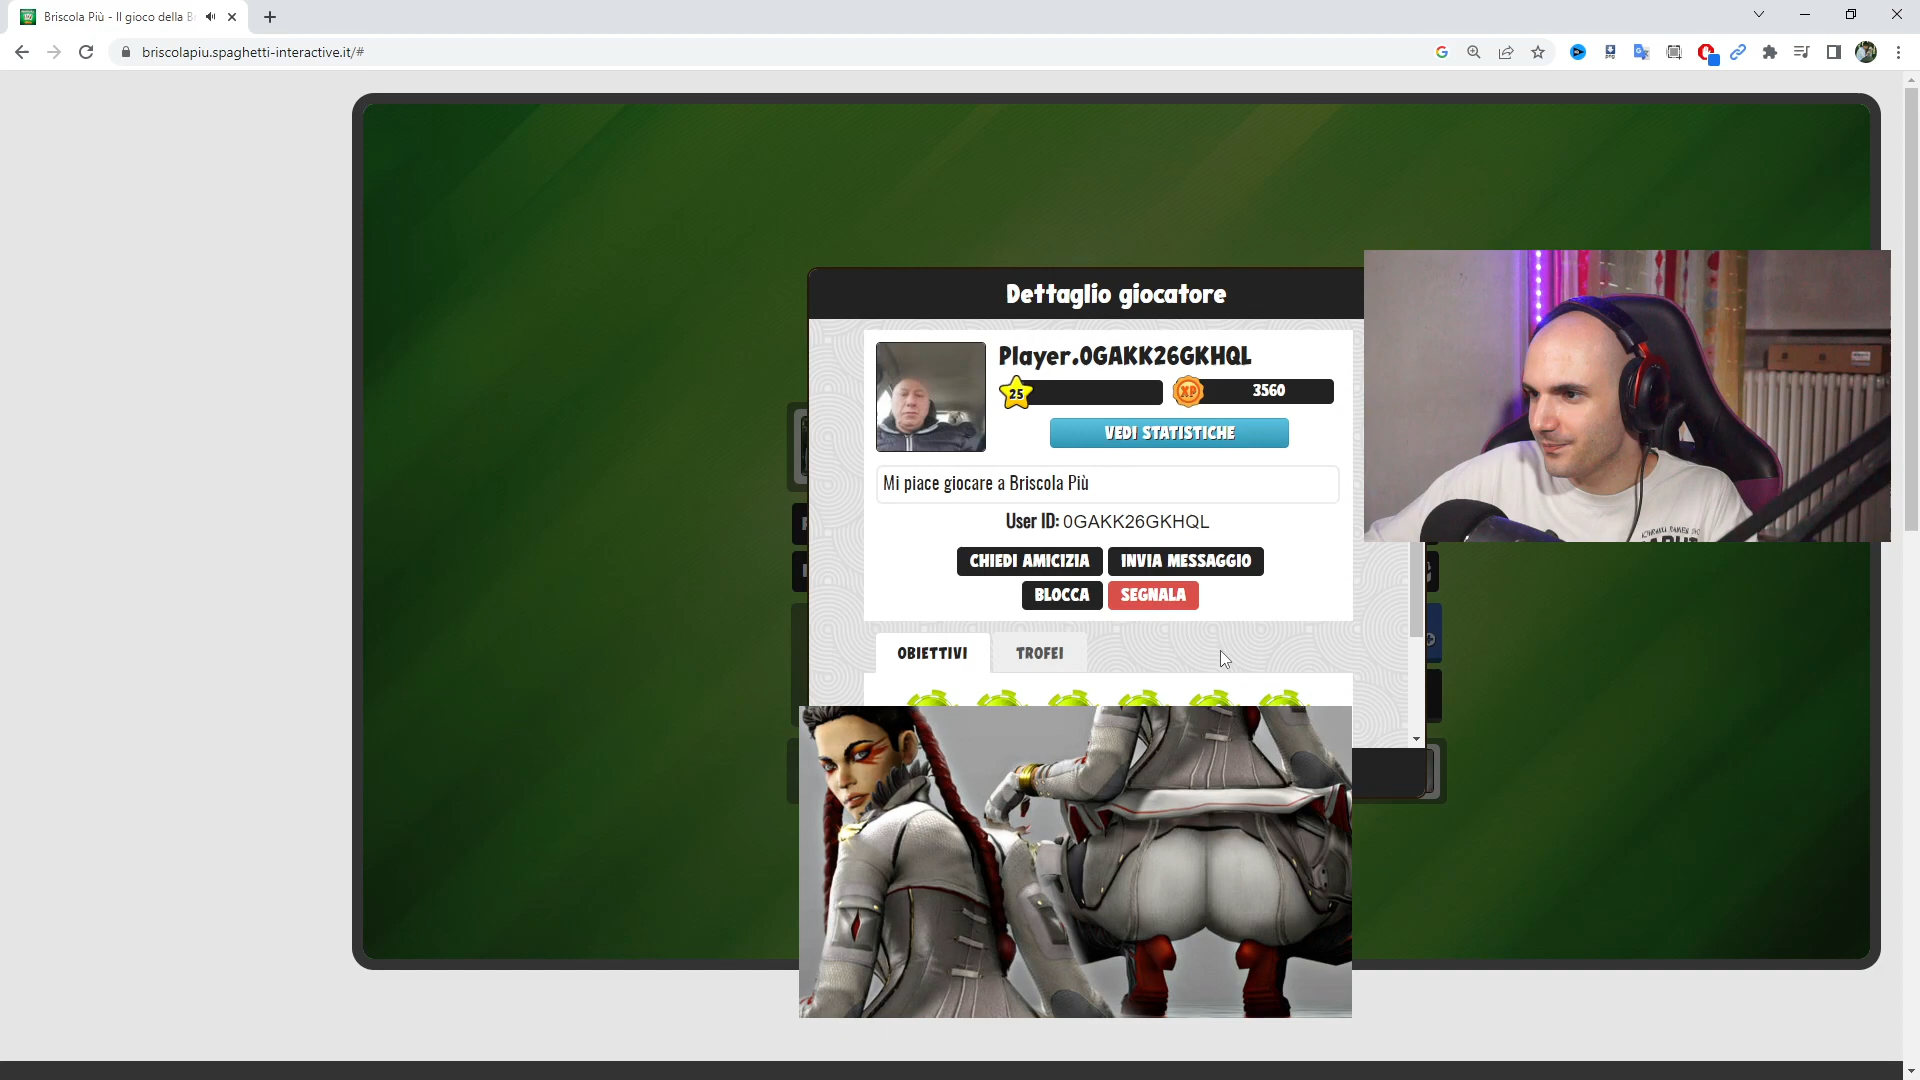 Briscola Più - Il gioco della B
briscolapiu.spaghetti-interactive.it/#
Dettaglio giocatore
Player.0GAKK26GKHQL
25
XP
3560
VEDI STATISTICHE
Mi piace giocare a Briscola Più
User ID: 0GAKK26GKHQL
CHIEDI AMICIZIA
INVIA MESSAGGIO
BLOCCA
SEGNALA
OBIETTIVI
TROFEI